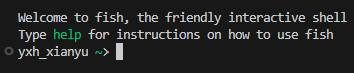 Welcome to fish, the friendly interactive shell
Type help for instructions on how to use fish
yxh_xianyu ~>